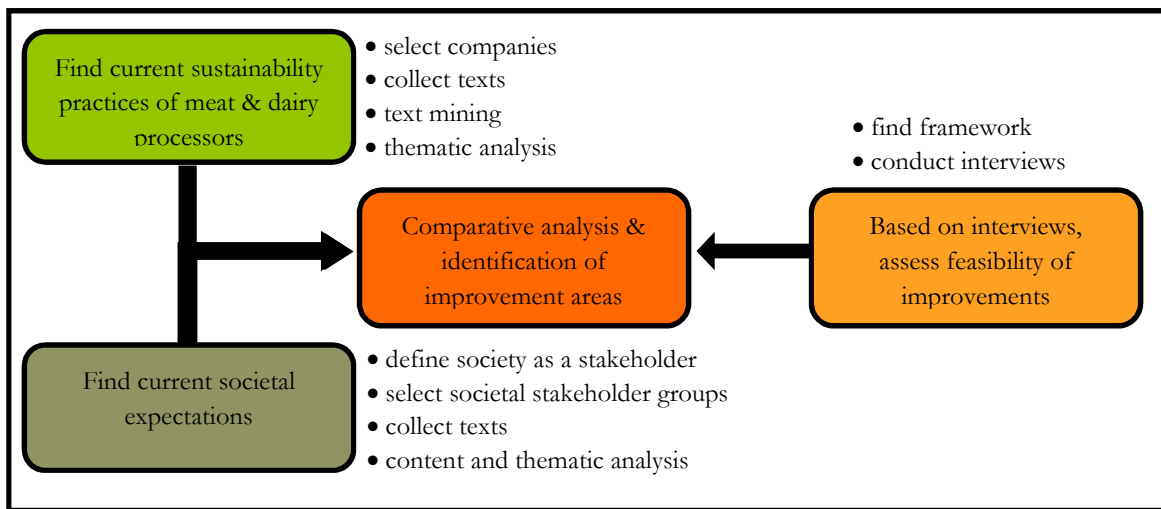 Find current sustainability
practices of meat & dairy
processors
• select companies
• collect texts
• text mining
• thematic analysis
• find framework
• conduct interviews
Comparative analysis &
identification of
improvement areas
Based on interviews,
assess feasibility of
improvements
Find current societal
expectations
• define society as a stakeholder
• select societal stakeholder groups
• collect texts
• content and thematic analysis